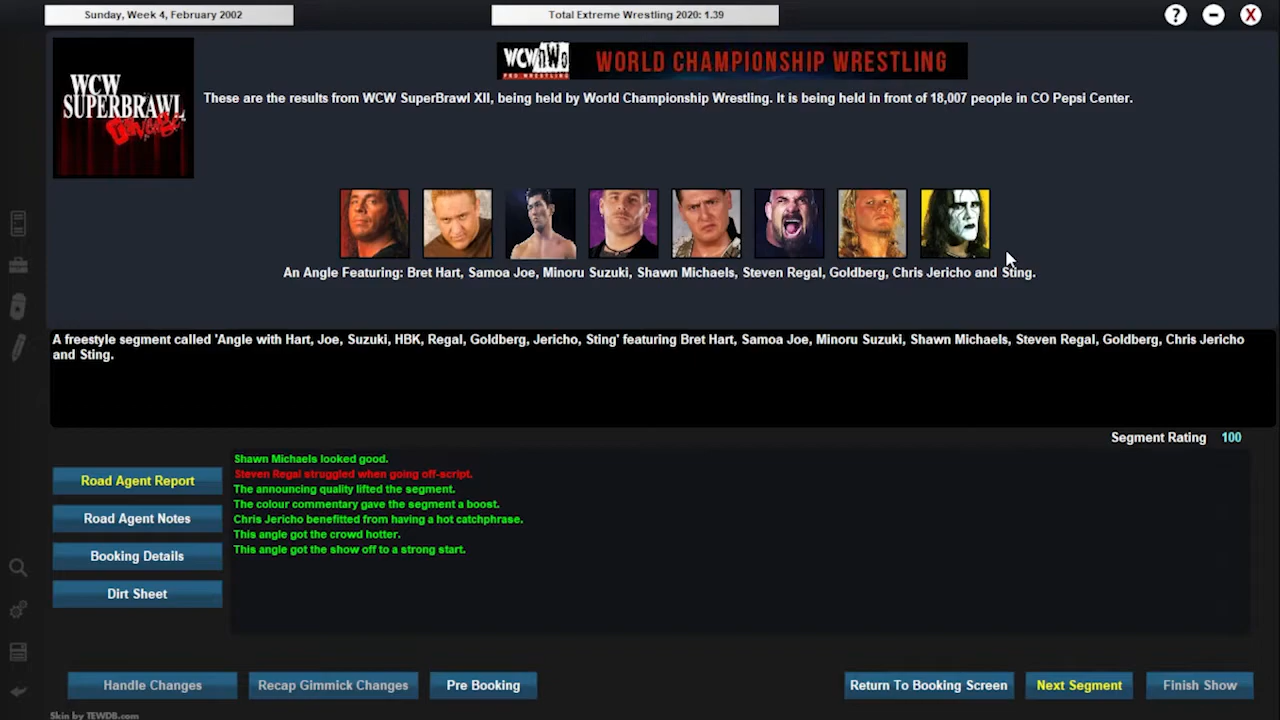 Sunday, Week 4, February 2002
Total Extreme Wrestling 2020: 1.39
?
X
WCW
SUPERBRAWL
revenge
WCW nWo
PRO WRESTLING
WORLD CHAMPIONSHIP WRESTLING
These are the results from WCW SuperBrawl XII, being held by World Championship Wrestling. It is being held in front of 18,007 people in CO Pepsi Center.
An Angle Featuring: Bret Hart, Samoa Joe, Minoru Suzuki, Shawn Michaels, Steven Regal, Goldberg, Chris Jericho and Sting.
A freestyle segment called 'Angle with Hart, Joe, Suzuki, HBK, Regal, Goldberg, Jericho, Sting' featuring Bret Hart, Samoa Joe, Minoru Suzuki, Shawn Michaels, Steven Regal, Goldberg, Chris Jericho
and Sting.
Segment Rating 100
Road Agent Report
Road Agent Notes
Booking Details
Dirt Sheet
Shawn Michaels looked good.
Steven Regal struggled when going off-script.
The announcing quality lifted the segment.
The colour commentary gave the segment a boost.
Chris Jericho benefitted from having a hot catchphrase.
This angle got the crowd hotter.
This angle got the show off to a strong start.
Handle Changes
Recap Gimmick Changes
Pre Booking
Return To Booking Screen
Next Segment
Finish Show
Skin by TEWDB.com